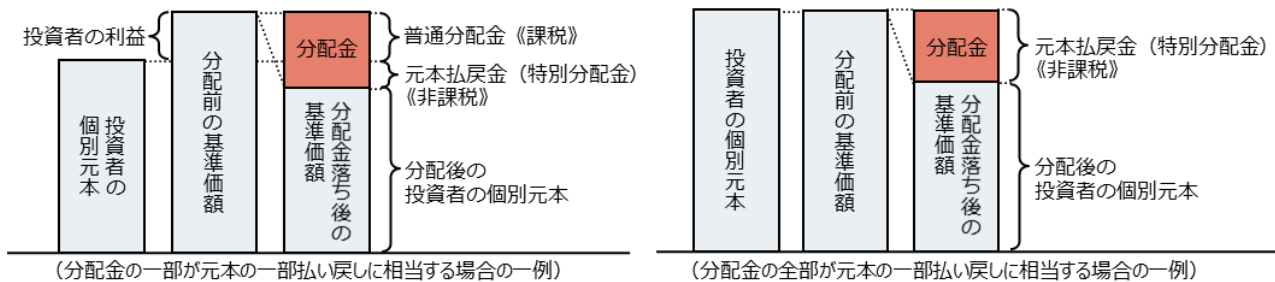 投資者の利益
投資者の
個別元本
分配前の基準価額
分配金
分配金落ち後の
基準価額
普通分配金《課税》
元本払戻金（特別分配金）
《非課税》
分配後の
投資者の個別元本
（分配金の一部が元本の一部払い戻しに相当する場合の一例）
投資者の個別元本
分配前の基準価額
分配金
分配金落ち後の
基準価額
元本払戻金（特別分配金）
《非課税》
分配後の
投資者の個別元本
（分配金の全部が元本の一部払い戻しに相当する場合の一例）